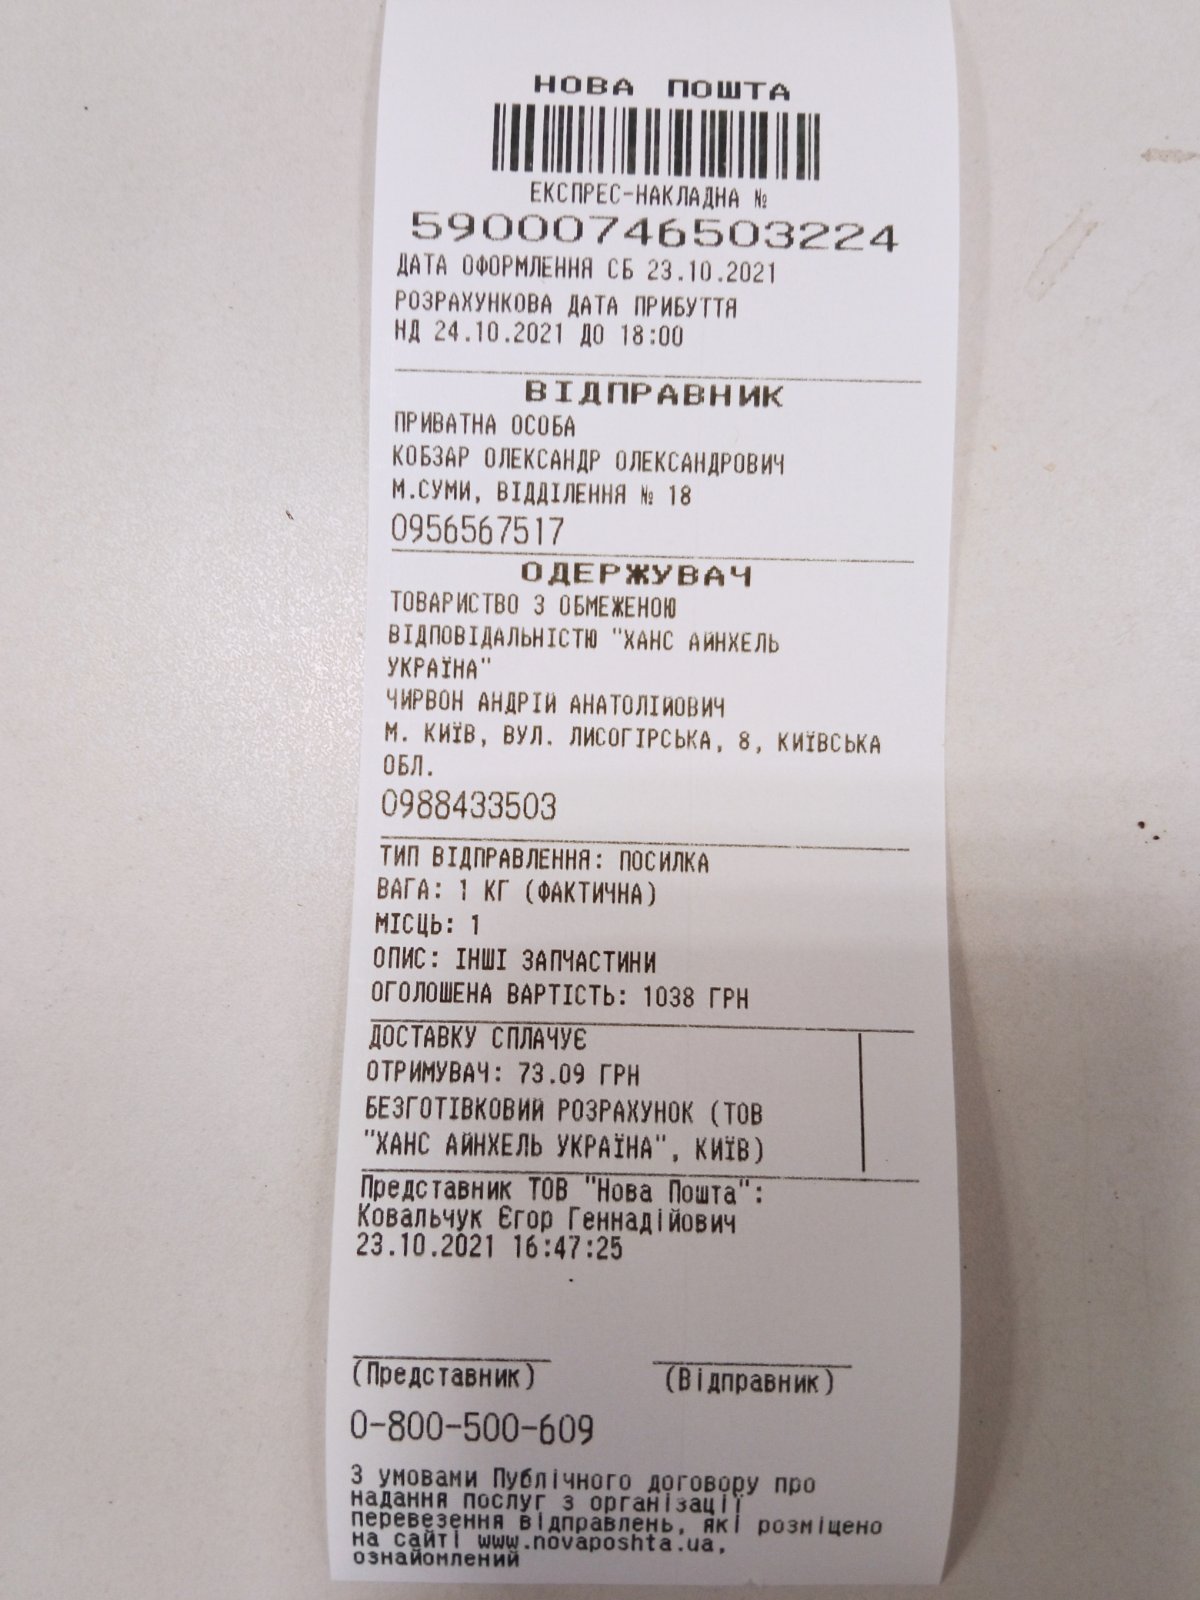 НОВА ПОШТА
ЕКСПРЕС-НАКЛАДНА №
59000746503224
ДАТА ОФОРМЛЕННЯ СБ 23.10.2021
РОЗРАХУНКОВА ДАТА ПРИБУТТЯ
НД 24.10.2021 ДО 18:00
ВІДПРАВНИК
ПРИВАТНА ОСОБА
КОБЗАР ОЛЕКСАНДР ОЛЕКСАНДРОВИЧ
М.СУМИ, ВІДДІЛЕННЯ № 18
0956567517
ОДЕРЖУВАЧ
ТОВАРИСТВО З ОБМЕЖЕНОЮ
ВІДПОВІДАЛЬНІСТЮ "ХАНС АЙНХЕЛЬ
УКРАЇНА"
ЧИРВОН АНДРІЙ АНАТОЛІЙОВИЧ
М. КИЇВ, ВУЛ. ЛИСОГІРСЬКА, 8, КИЇВСЬКА
ОБЛ.
0988433503
ТИП ВІДПРАВЛЕННЯ: ПОСИЛКА
ВАГА: 1 КГ (ФАКТИЧНА)
МІСЦЬ: 1
ОПИС: ІНШІ ЗАПЧАСТИНИ
ОГОЛОШЕНА ВАРТІСТЬ: 1038 ГРН
ДОСТАВКУ СПЛАЧУЄ
ОТРИМУВАЧ: 73.09 ГРН
БЕЗГОТІВКОВИЙ РОЗРАХУНОК (ТОВ
"ХАНС АЙНХЕЛЬ УКРАЇНА", КИЇВ)
Представник ТОВ "Нова Пошта":
Ковальчук Єгор Геннадійович
23.10.2021 16:47:25
(Представник) (Відправник)
0-800-500-609
З умовами Публічного договору про
надання послуг з організації
перевезення відправлень, які розміщено
на сайті www.novaposhta.ua,
ознайомлений